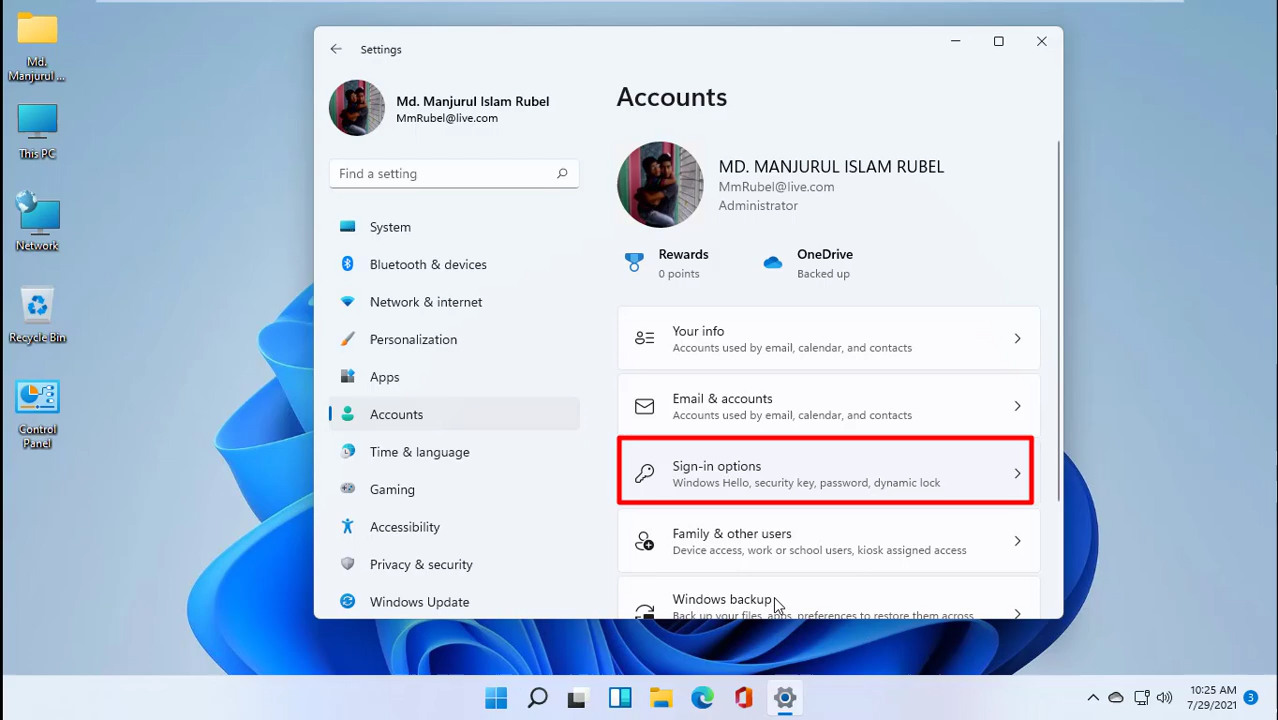 Md.
Manjurul ...
This PC
Network
Recycle Bin
Control
Panel
Settings
Md. Manjurul Islam Rubel
MmRubel@live.com
Find a setting
System
Bluetooth & devices
Network & internet
Personalization
Apps
Accounts
Time & language
Gaming
Accessibility
Privacy & security
Windows Update
Accounts
MD. MANJURUL ISLAM RUBEL
MmRubel@live.com
Administrator
Rewards
0 points
OneDrive
Backed up
Your info
Accounts used by email, calendar, and contacts
Email & accounts
Accounts used by email, calendar, and contacts
Sign-in options
Windows Hello, security key, password, dynamic lock
Family & other users
Device access, work or school users, kiosk assigned access
Windows backup
Back up your files, apps, preferences to restore them across
10:25 AM
7/29/2021
3